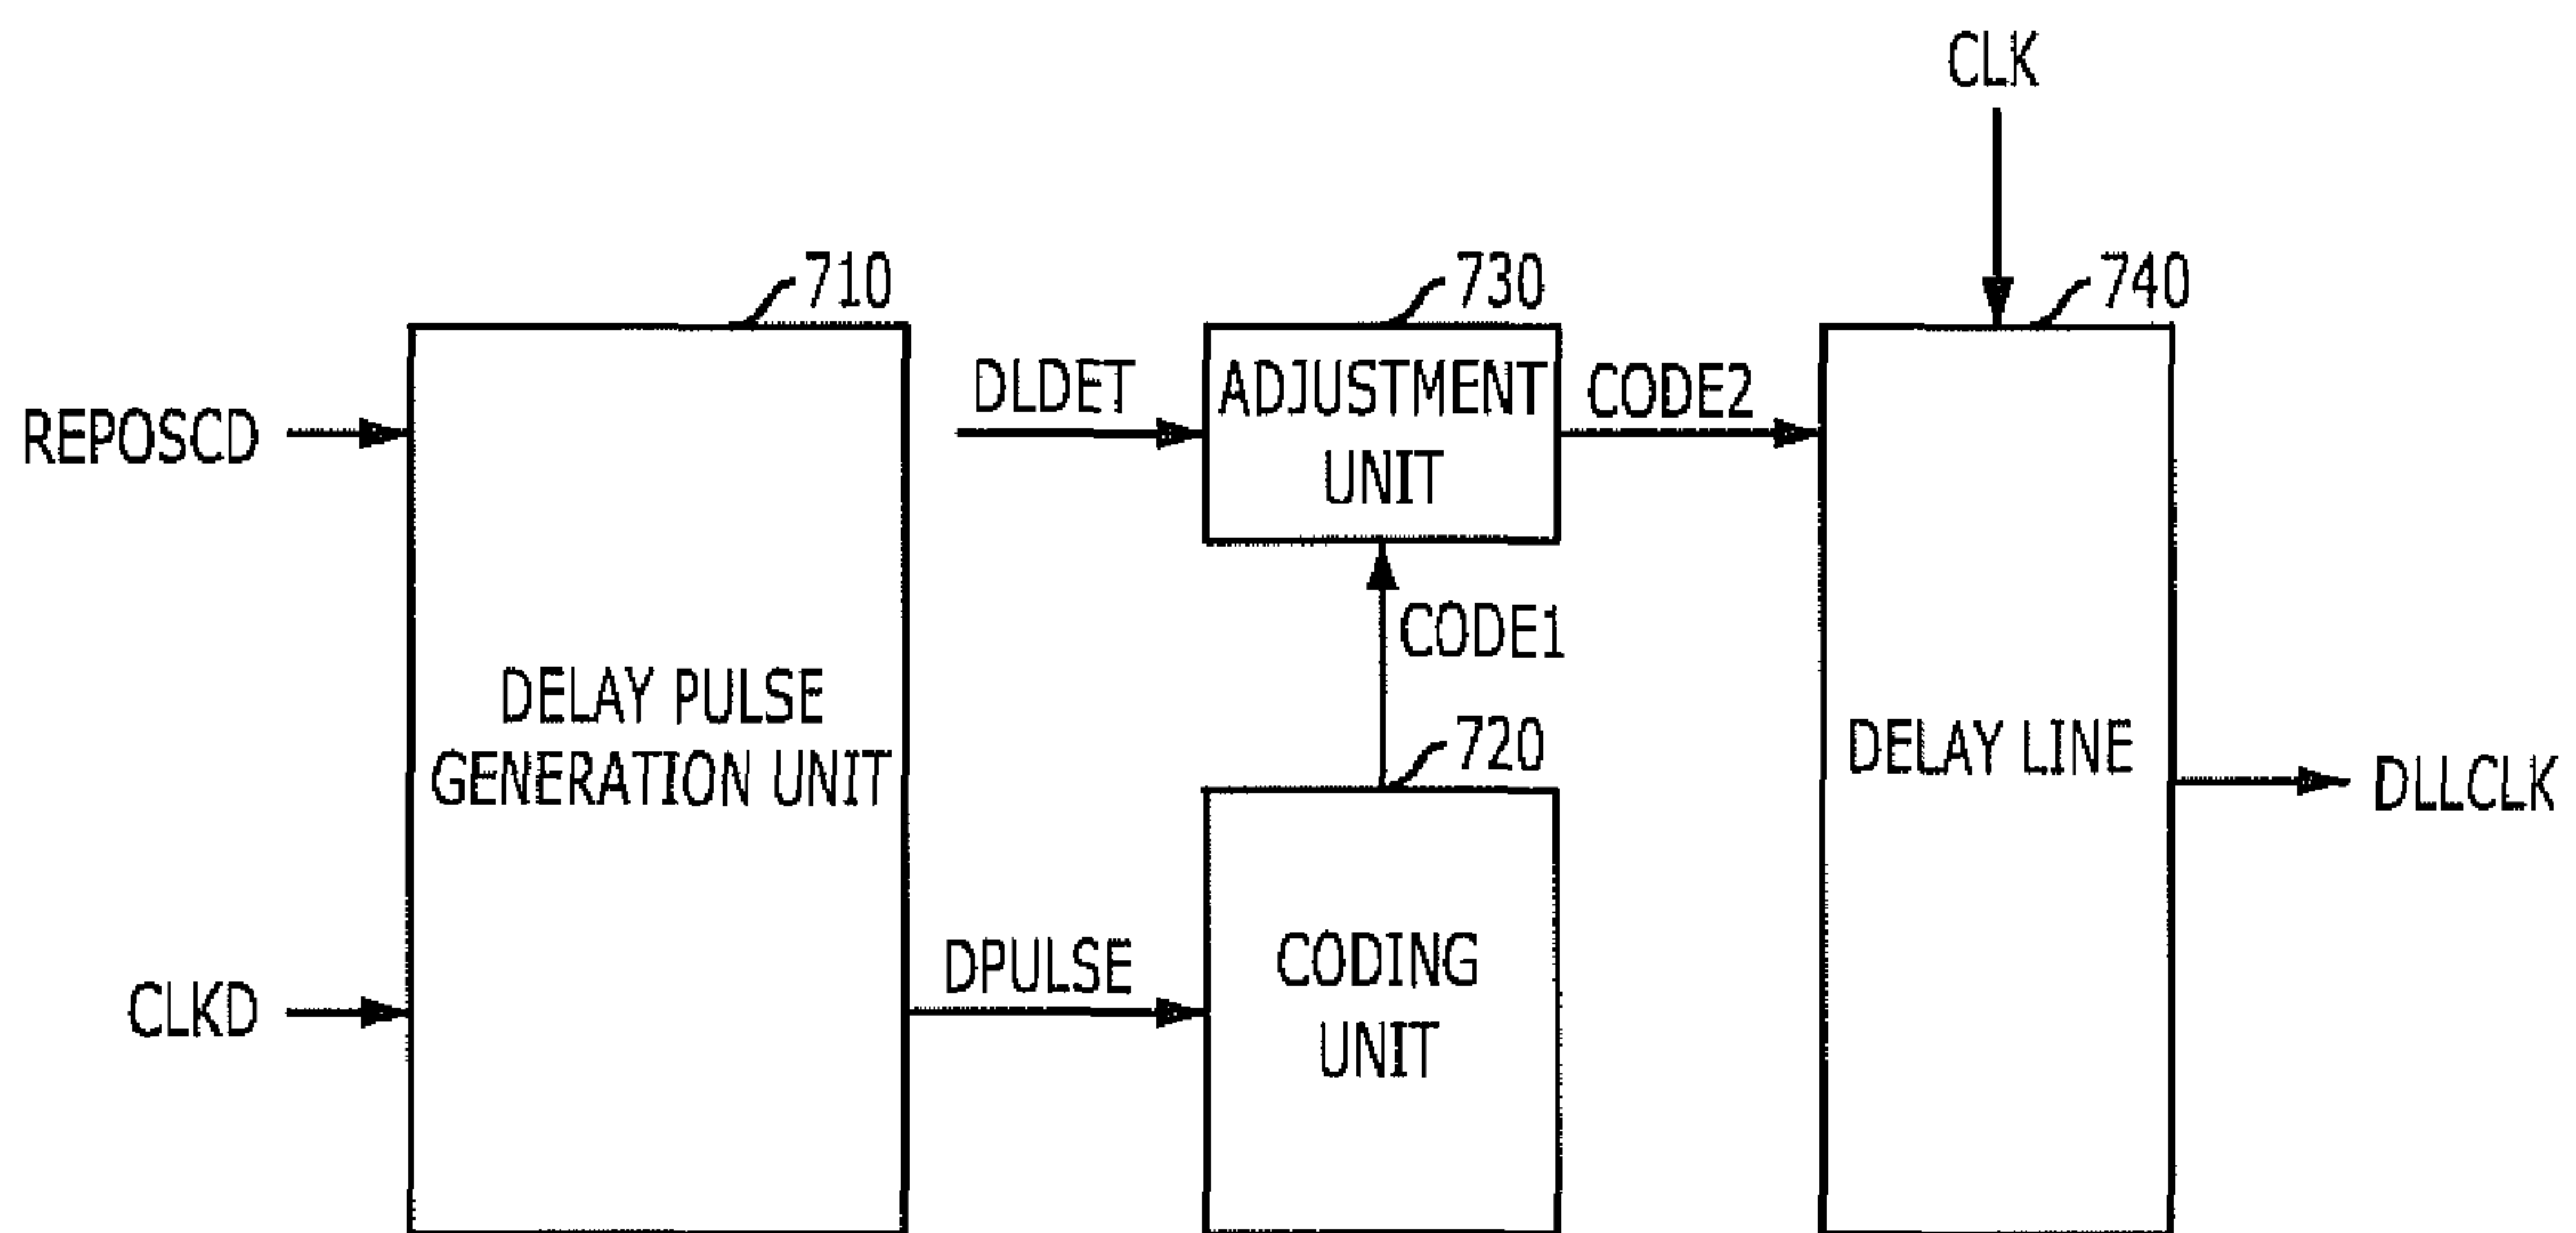 CLK
710
730
740
REPOSCD
DLDET
ADJUSTMENT
UNIT
CODE2
CODE1
DELAY PULSE
GENERATION UNIT
720
DELAY LINE
DLLCLK
CLKD
DPULSE
CODING
UNIT